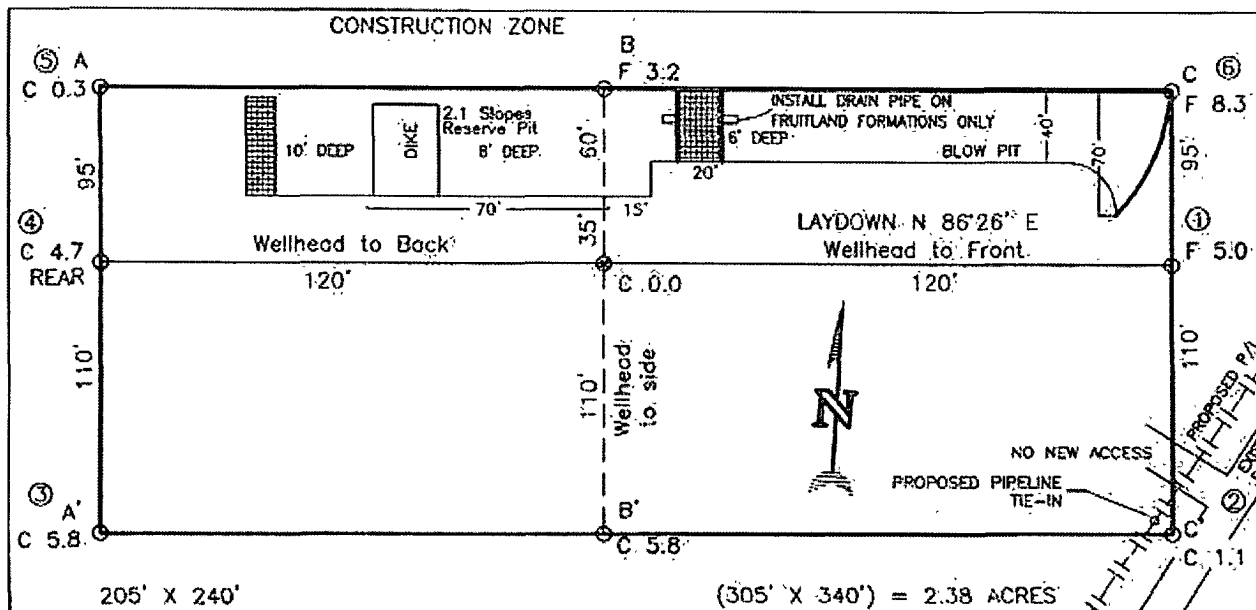 CONSTRUCTION ZONE
⑤ A
C 0.3
B
F 3.2
C ⑥
F 8.3
INSTALL DRAIN PIPE ON
FRUITLAND FORMATIONS ONLY
2.1 Slopes
Reserve Pit
10' DEEP
DIKE
8' DEEP
60'
6' DEEP
BLOW PIT
40'
70'
95'
95'
20'
70'
15'
④
C 4.7
REAR
Wellhead to Back
120'
35'
C 0.0
LAYDOWN N 86°26" E
Wellhead to Front
120'
①
F 5.0
110'
110'
Wellhead
to side
N
110'
PROPOSED P/L
NO NEW ACCESS
PROPOSED PIPELINE
TIE-IN
③
A'
C 5.8
B'
C 5.8
②
C'
C 1.1
205' X 240'
(305' X 340') = 2.38 ACRES